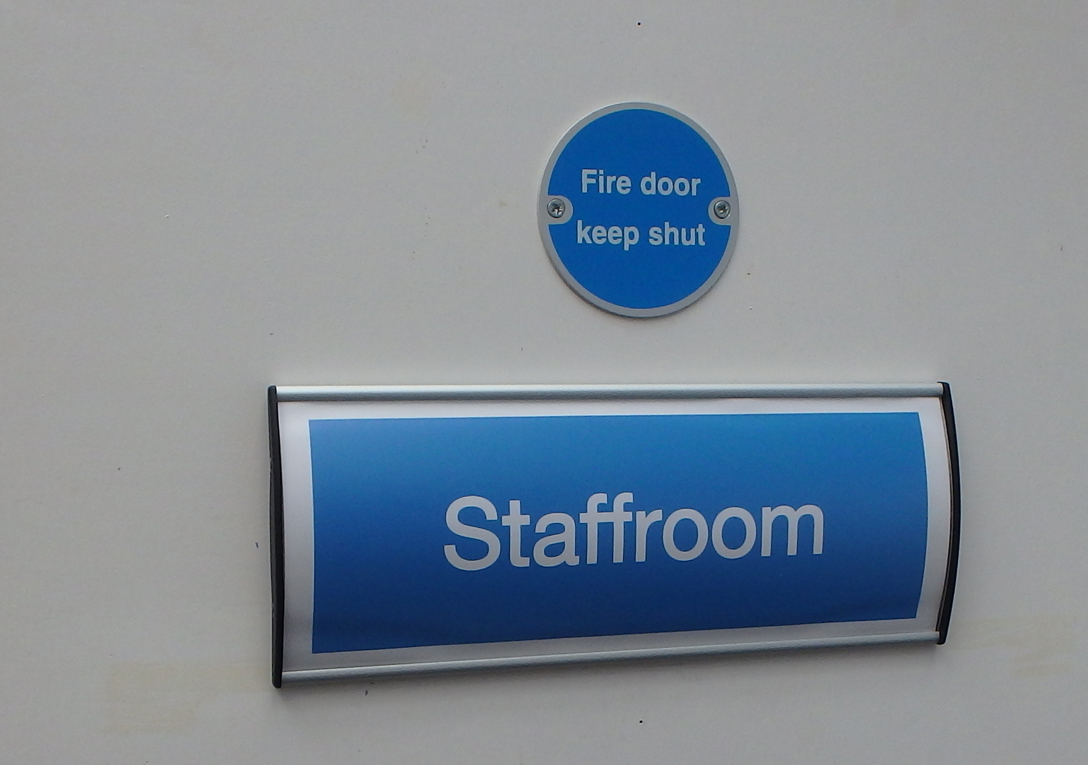 Fire door
keep shut
Staffroom